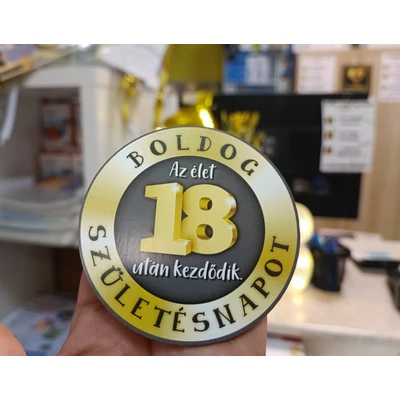 BOLDOG
Az élet
18
után kezdődik.
SZÜLETÉSNAPOT